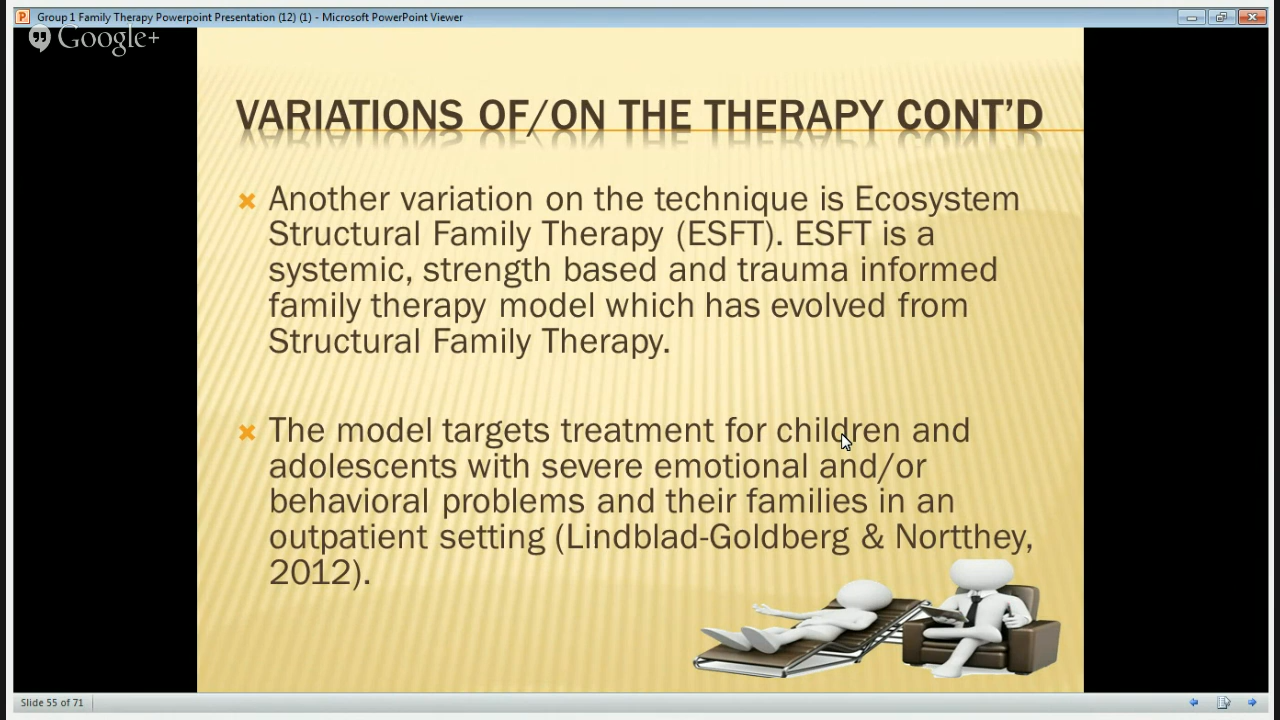 Group 1 Family Therapy Powerpoint Presentation (12) (1) - Microsoft PowerPoint Viewer
Google+
VARIATIONS OF/ON THE THERAPY CONT’D
Another variation on the technique is Ecosystem
Structural Family Therapy (ESFT). ESFT is a
systemic, strength based and trauma informed
family therapy model which has evolved from
Structural Family Therapy.
The model targets treatment for children and
adolescents with severe emotional and/or
behavioral problems and their families in an
outpatient setting (Lindblad-Goldberg & Nortthey,
2012).
Slide 55 of 71